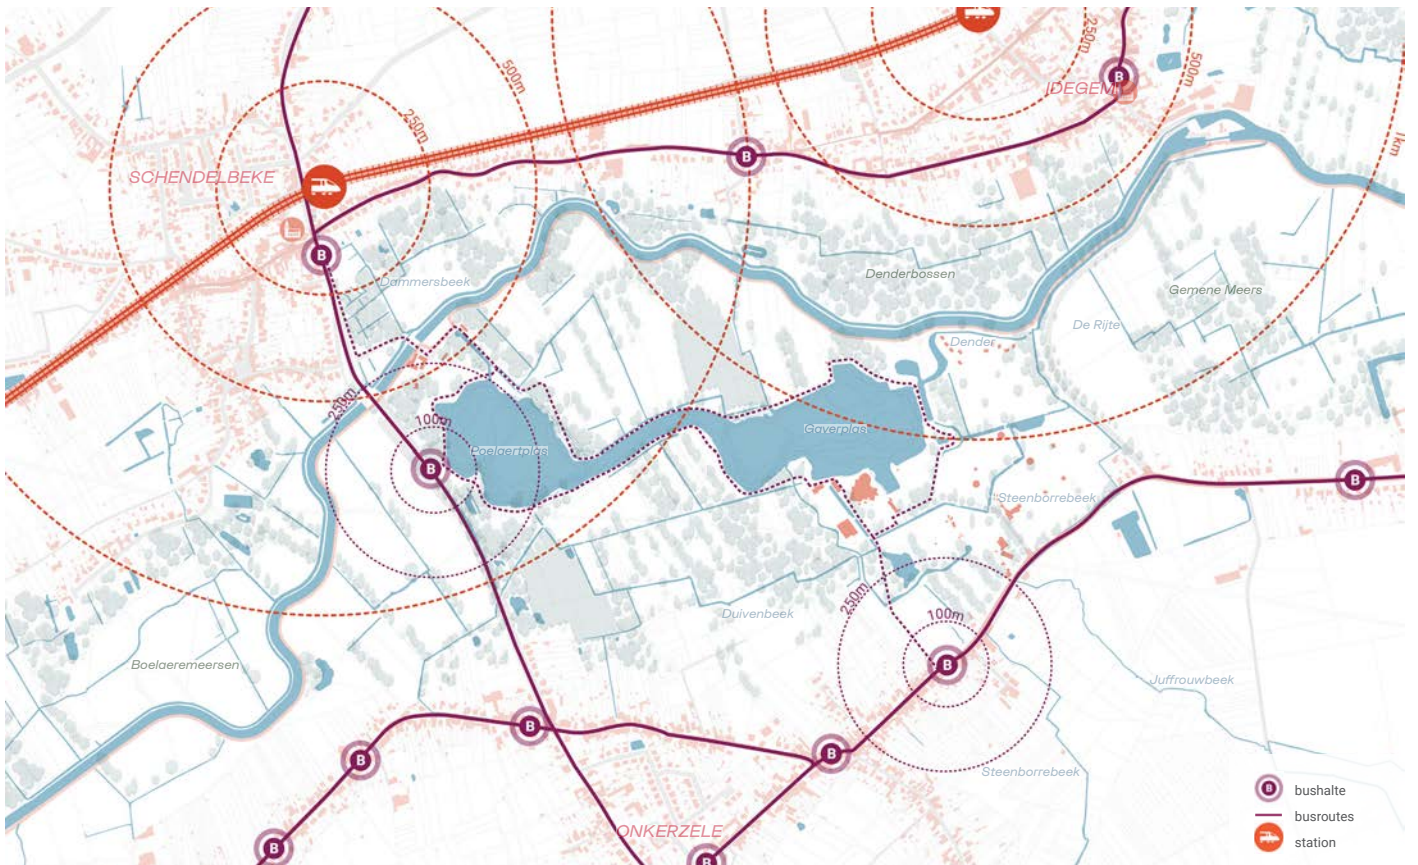 250m
500m
IDEGEM
B
500m
250m
1km
B
SCHENDELBEKE
B
Dammersbeek
Denderbossen
Gemene Meers
De Rijte
Dender
250m
100m
Gaverplas
Boelaertplas
B
B
Steenborrebeek
250m
100m
Duivenbeek
Boelaeremeersen
B
Juffrouwbeek
B
B
B
Steenborrebeek
B
bushalte
busroutes
ONKERZELE
B
station
B
B